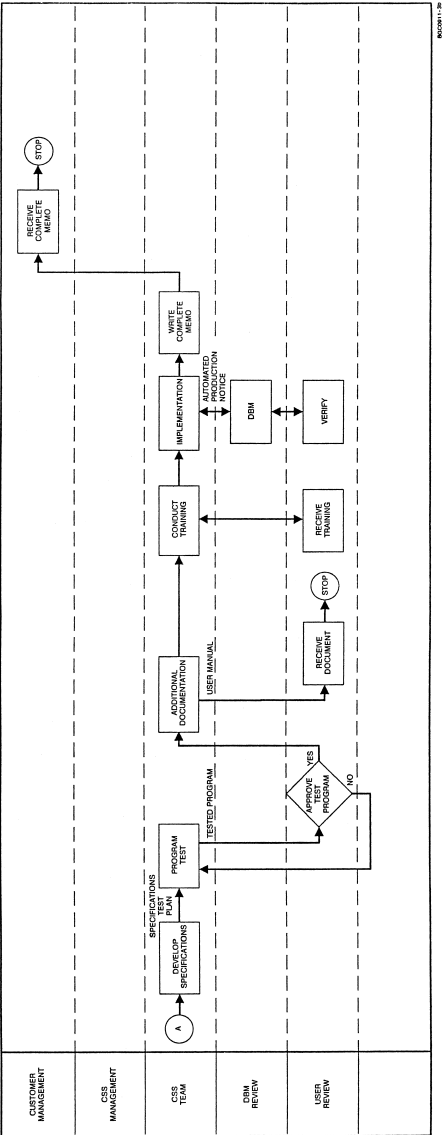 CUSTOMER
MANAGEMENT
CSS
MANAGEMENT
CSS
TEAM
DBM
REVIEW
USER
REVIEW
A
DEVELOP
SPECIFICATIONS
SPECIFICATIONS
TEST
PLAN
PROGRAM
TEST
TESTED PROGRAM
APPROVE
TEST
PROGRAM
YES
NO
ADDITIONAL
DOCUMENTATION
USER MANUAL
RECEIVE
DOCUMENT
STOP
CONDUCT
TRAINING
RECEIVE
TRAINING
IMPLEMENTATION
AUTOMATED
PRODUCTION
NOTICE
DBM
VERIFY
WRITE
COMPLETE
MEMO
RECEIVE
COMPLETE
MEMO
STOP